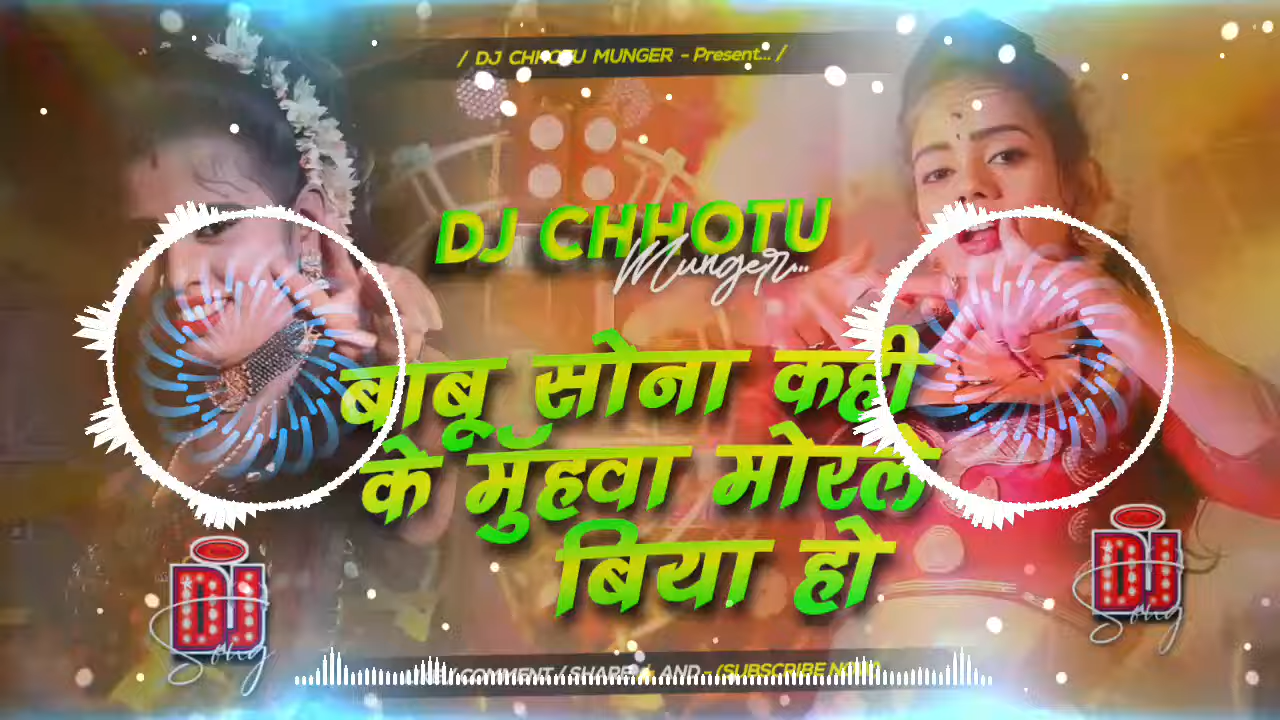 / DJ CHHOTU MUNGER - Present... /
DJ CHHOTU
Munger...
बाबू सोना कही
के मुँहवा मोरले
बिया हो
DJ
Song
DJ
Song
/ COMMENT / SHARE / AND - (SUBSCRIBE NOW)